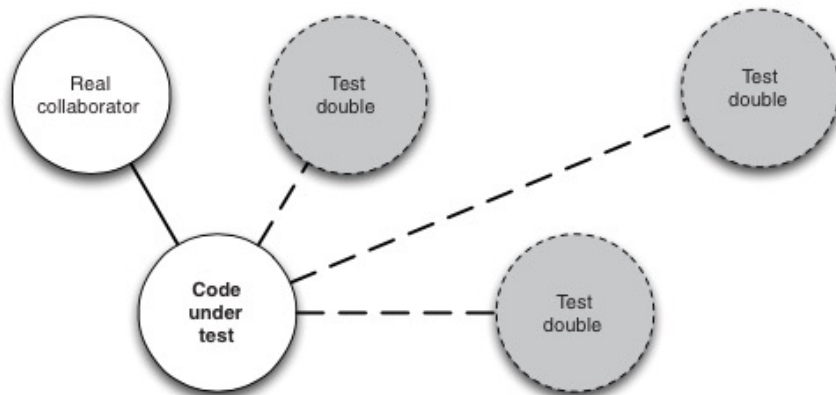 Real
collaborator
Test
double
Test
double
Code
under
test
Test
double